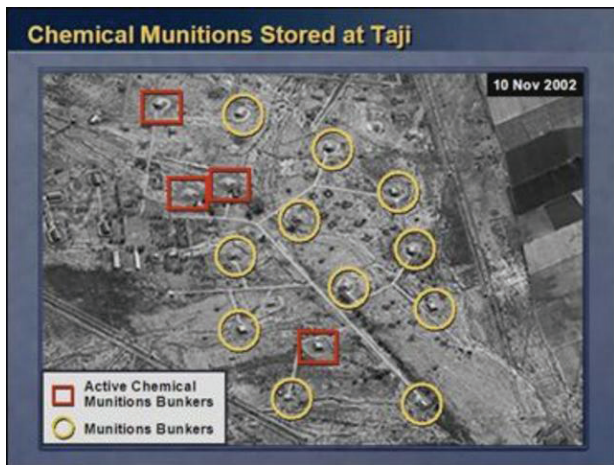 Chemical Munitions Stored at Taji
10 Nov 2002
Active Chemical
Munitions Bunkers
Munitions Bunkers